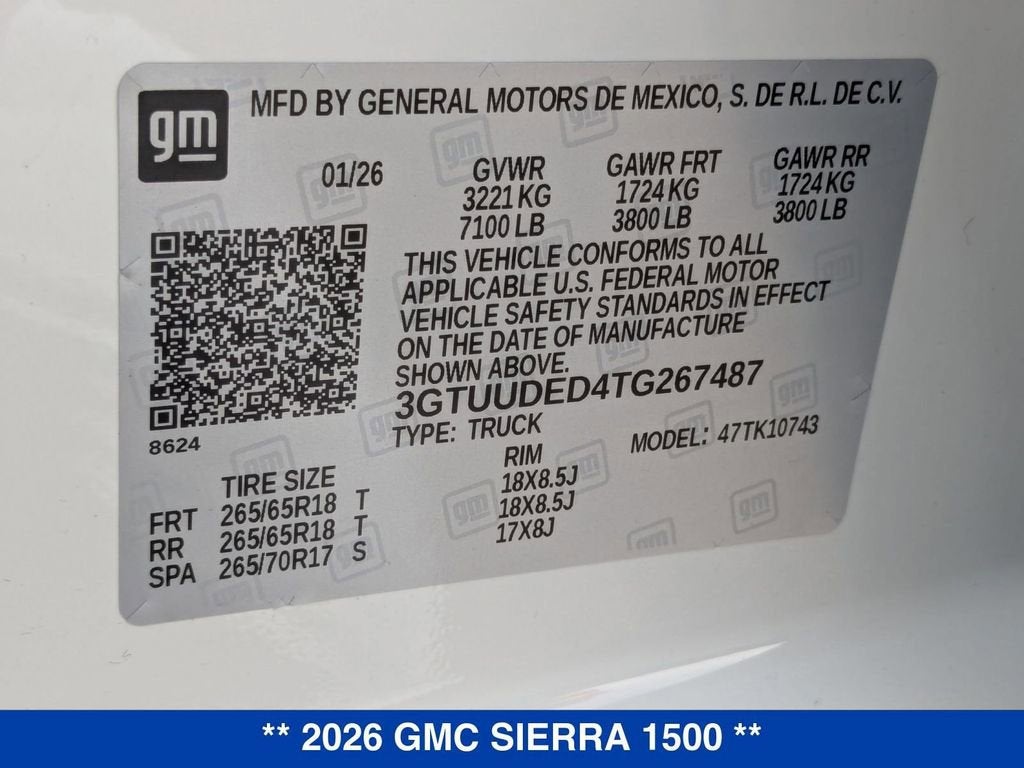 gm
MFD BY GENERAL MOTORS DE MEXICO, S. DE R.L. DE C.V.
01/26
GVWR GAWR FRT GAWR RR
3221 KG 1724 KG 1724 KG
7100 LB 3800 LB 3800 LB
THIS VEHICLE CONFORMS TO ALL
APPLICABLE U.S. FEDERAL MOTOR
VEHICLE SAFETY STANDARDS IN EFFECT
ON THE DATE OF MANUFACTURE
SHOWN ABOVE.
3GTUUDED4TG267487
8624
TYPE: TRUCK MODEL: 47TK10743
TIRE SIZE RIM
FRT 265/65R18 T 18X8.5J
RR 265/65R18 T 18X8.5J
SPA 265/70R17 S 17X8J
** 2026 GMC SIERRA 1500 **